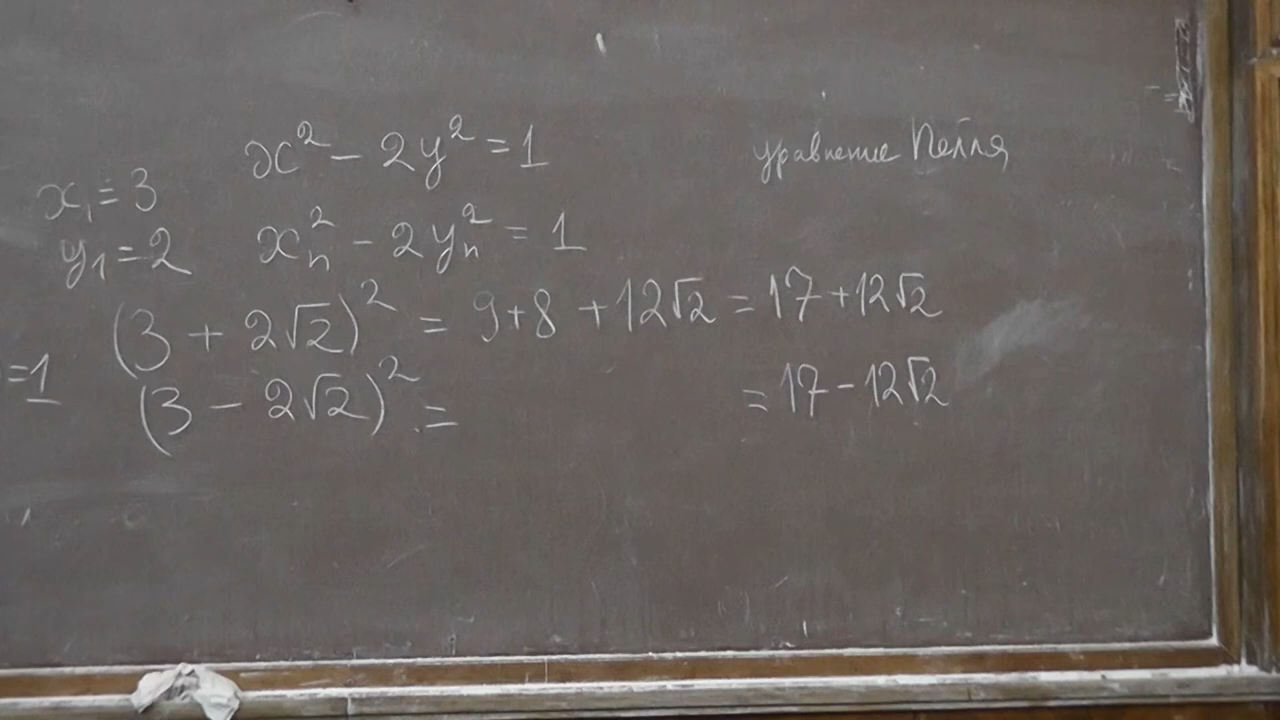 x² − 2y² = 1 уравнение Пелля
x₁ = 3
y₁ = 2 xₙ² − 2yₙ² = 1
(3 + 2√2)² = 9+8 + 12√2 = 17 + 12√2
=1
(3 − 2√2)² = = 17 − 12√2